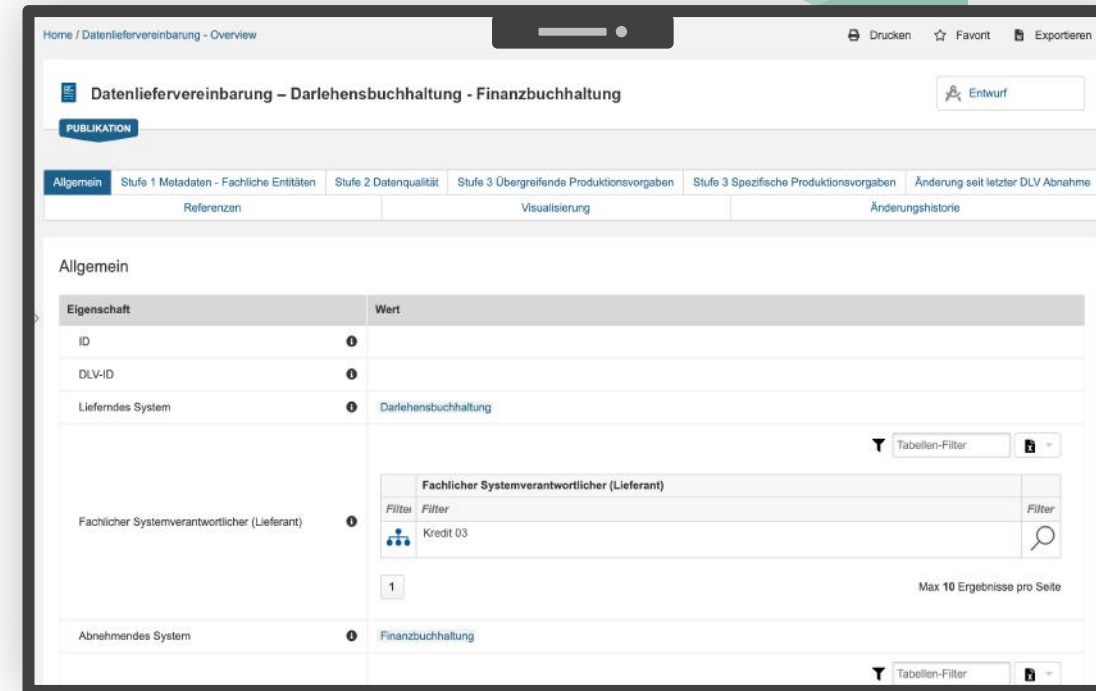 Home / Datenliefervereinbarung - Overview
Drucken Favorit Exportieren
Datenliefervereinbarung – Darlehensbuchhaltung - Finanzbuchhaltung
Entwurf
PUBLIKATION
Allgemein Stufe 1 Metadaten - Fachliche Entitäten Stufe 2 Datenqualität Stufe 3 Übergreifende Produktionsvorgaben Stufe 3 Spezifische Produktionsvorgaben Änderung seit letzter DLV Abnahme
Referenzen Visualisierung Änderungshistorie
Allgemein
Eigenschaft Wert
ID
DLV-ID
Lieferndes System Darlehensbuchhaltung
Tabellen-Filter
Fachlicher Systemverantwortlicher (Lieferant)
Filter Filter Filter
Fachlicher Systemverantwortlicher (Lieferant) Kredit 03
1 Max 10 Ergebnisse pro Seite
Abnehmendes System Finanzbuchhaltung
Tabellen-Filter